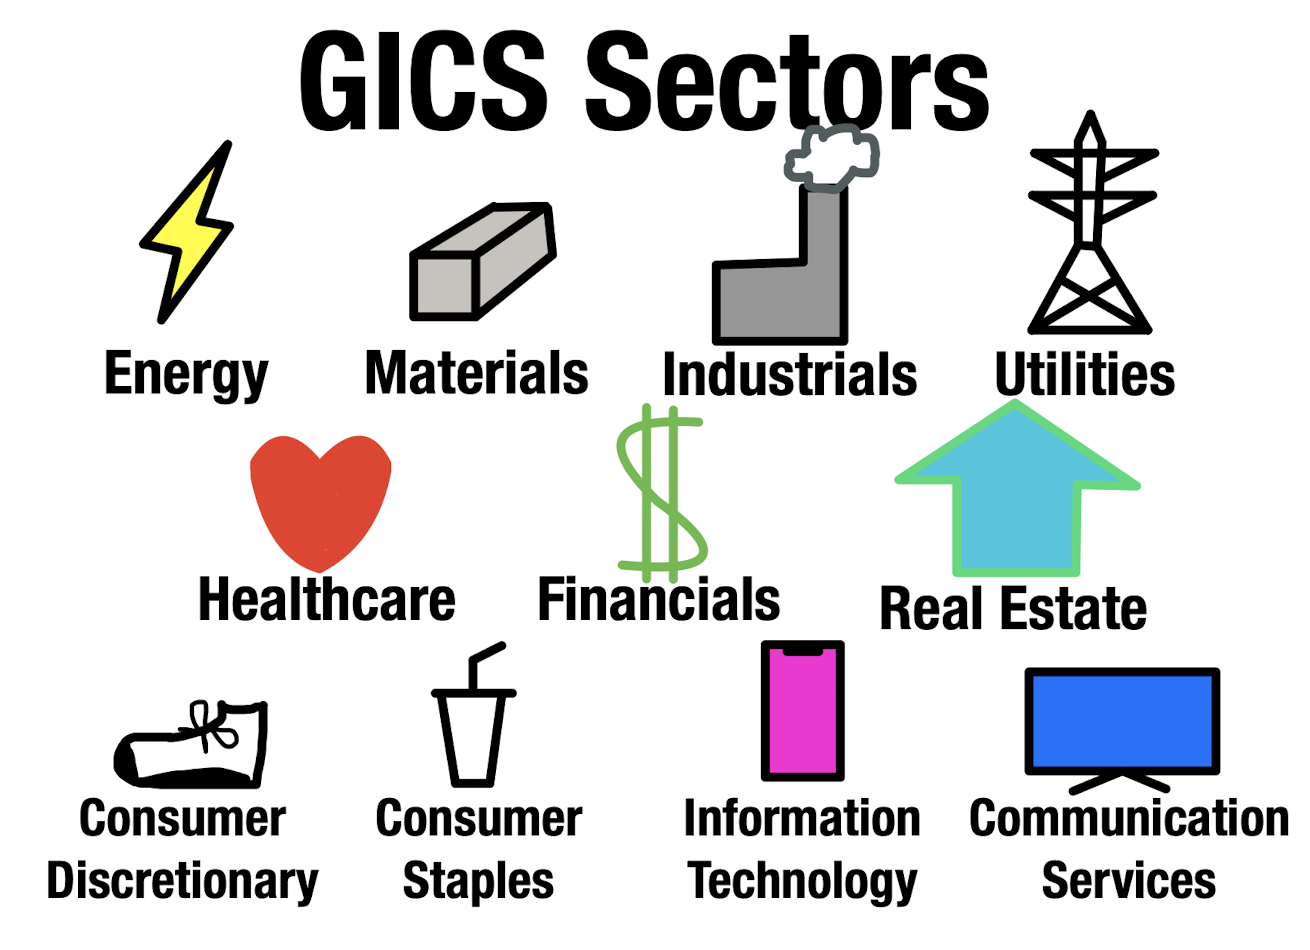 GICS Sectors
Energy
Materials
Industrials
Utilities
Healthcare
Financials
Real Estate
Consumer
Discretionary
Consumer
Staples
Information
Technology
Communication
Services